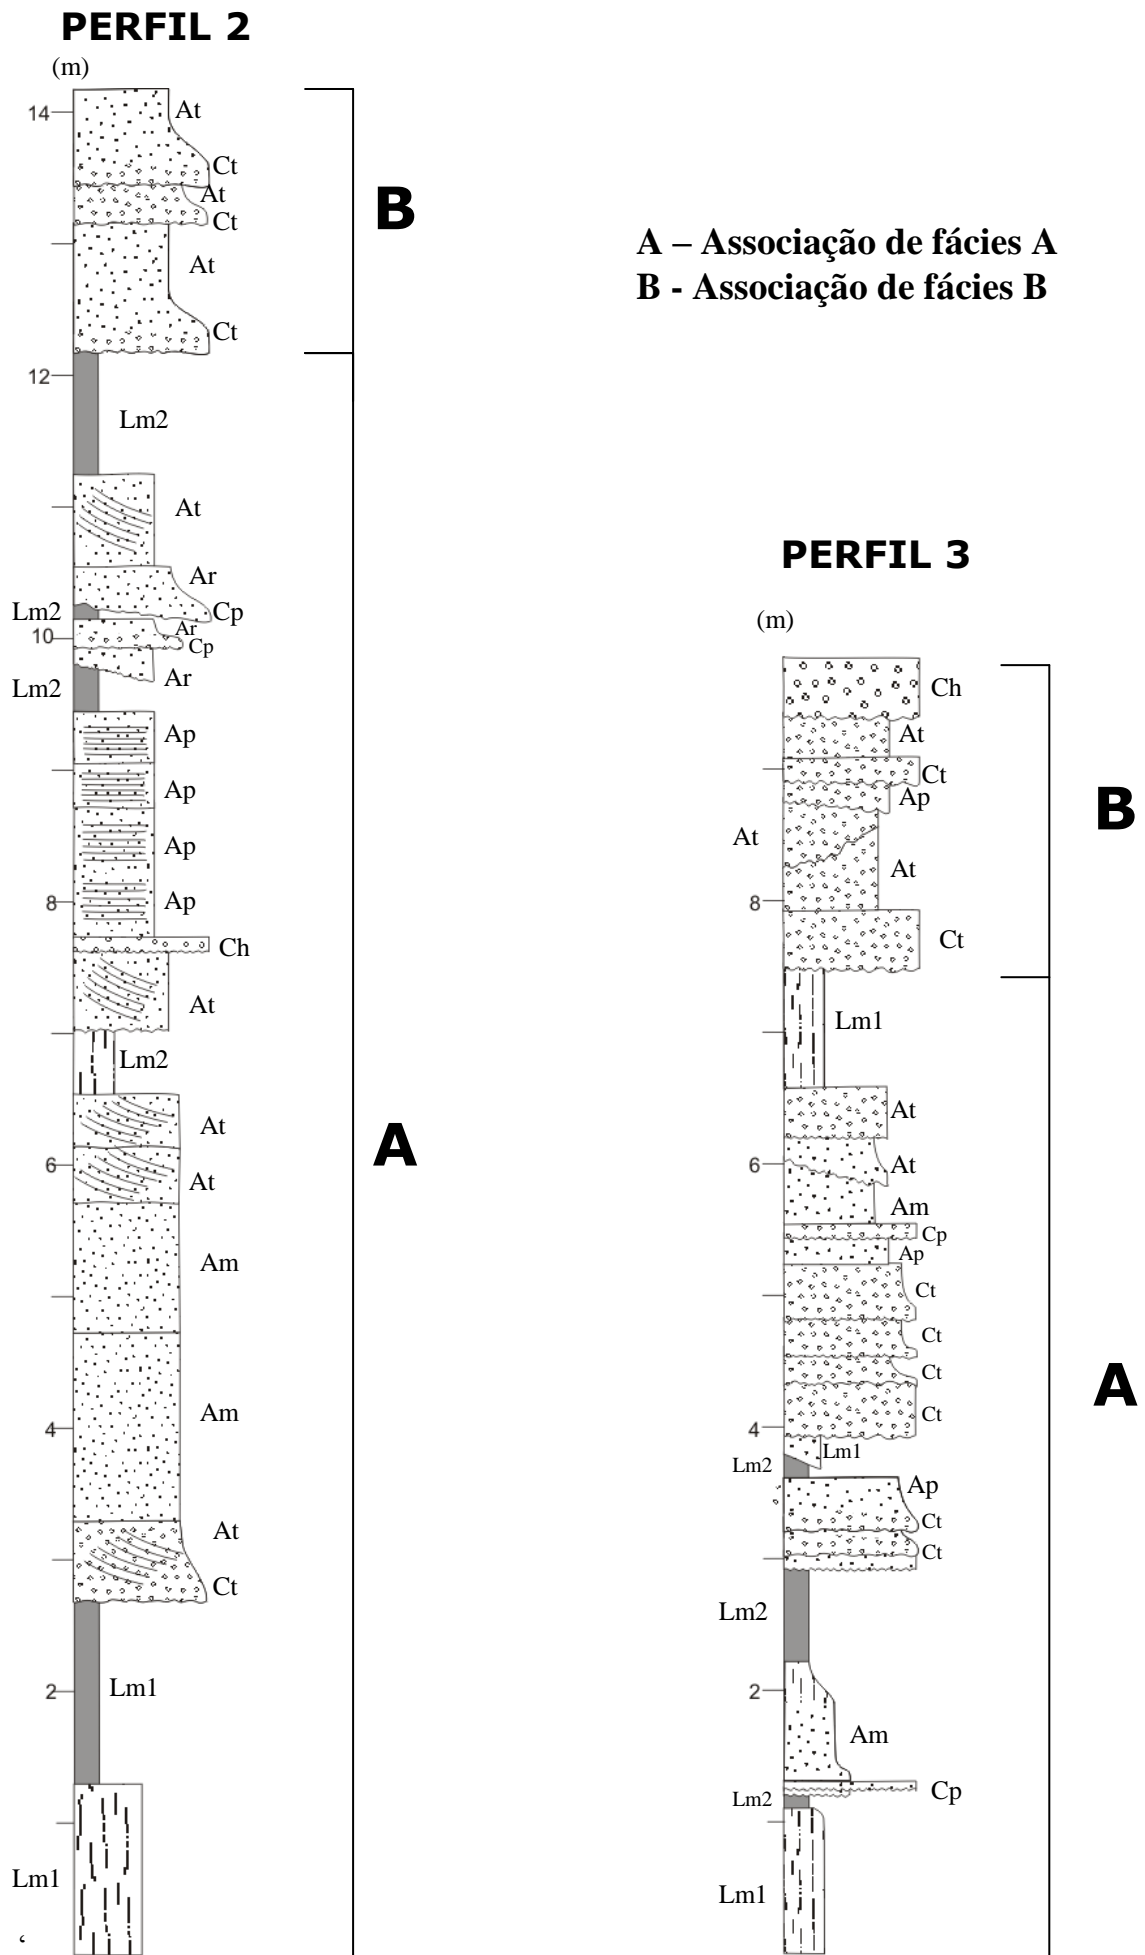 PERFIL 2
(m)
14
At
Ct
At
Ct
At
Ct
B
12
Lm2
At
Ar
Lm2
Cp
10
Ar
Cp
Ar
Lm2
Ap
Ap
Ap
8
Ap
Ch
At
Lm2
At
A
6
At
Am
Am
4
At
Ct
2
Lm1
Lm1
‘
A – Associação de fácies A
B - Associação de fácies B
PERFIL 3
(m)
Ch
At
Ct
Ap
B
At
At
8
Ct
Lm1
At
6
At
Am
Cp
Ap
Ct
Ct
Ct
A
Ct
4
Lm1
Lm2
Ap
Ct
Ct
Lm2
2
Am
Cp
Lm2
Lm1